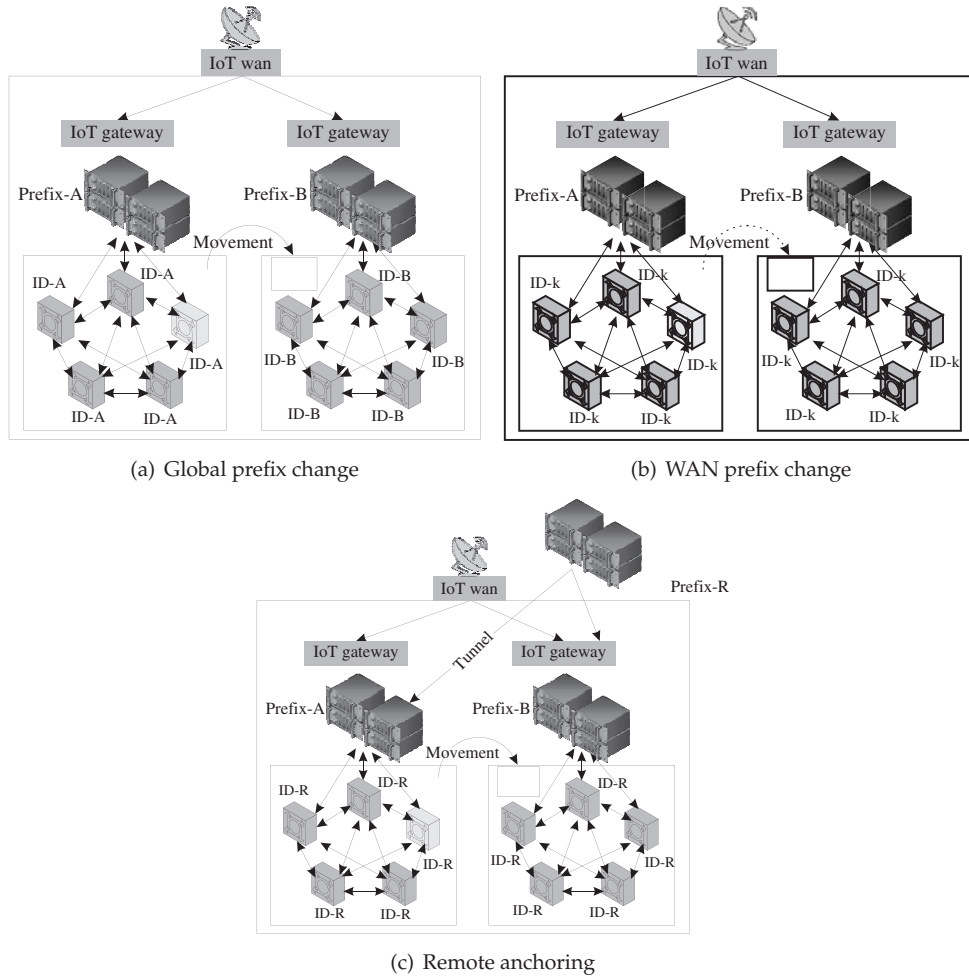 IoT wan
IoT gateway
IoT gateway
Prefix-A
Prefix-B
Movement
ID-A
ID-A
ID-A
ID-A
ID-A
ID-B
ID-B
ID-B
ID-B
ID-B
(a) Global prefix change
IoT wan
IoT gateway
IoT gateway
Prefix-A
Prefix-B
Movement
ID-k
ID-k
ID-k
ID-k
ID-k
ID-k
ID-k
ID-k
ID-k
ID-k
(b) WAN prefix change
Prefix-R
IoT wan
IoT gateway
Tunnel
IoT gateway
Prefix-A
Prefix-B
Movement
ID-R
ID-R
ID-R
ID-R
ID-R
ID-R
ID-R
ID-R
ID-R
ID-R
(c) Remote anchoring